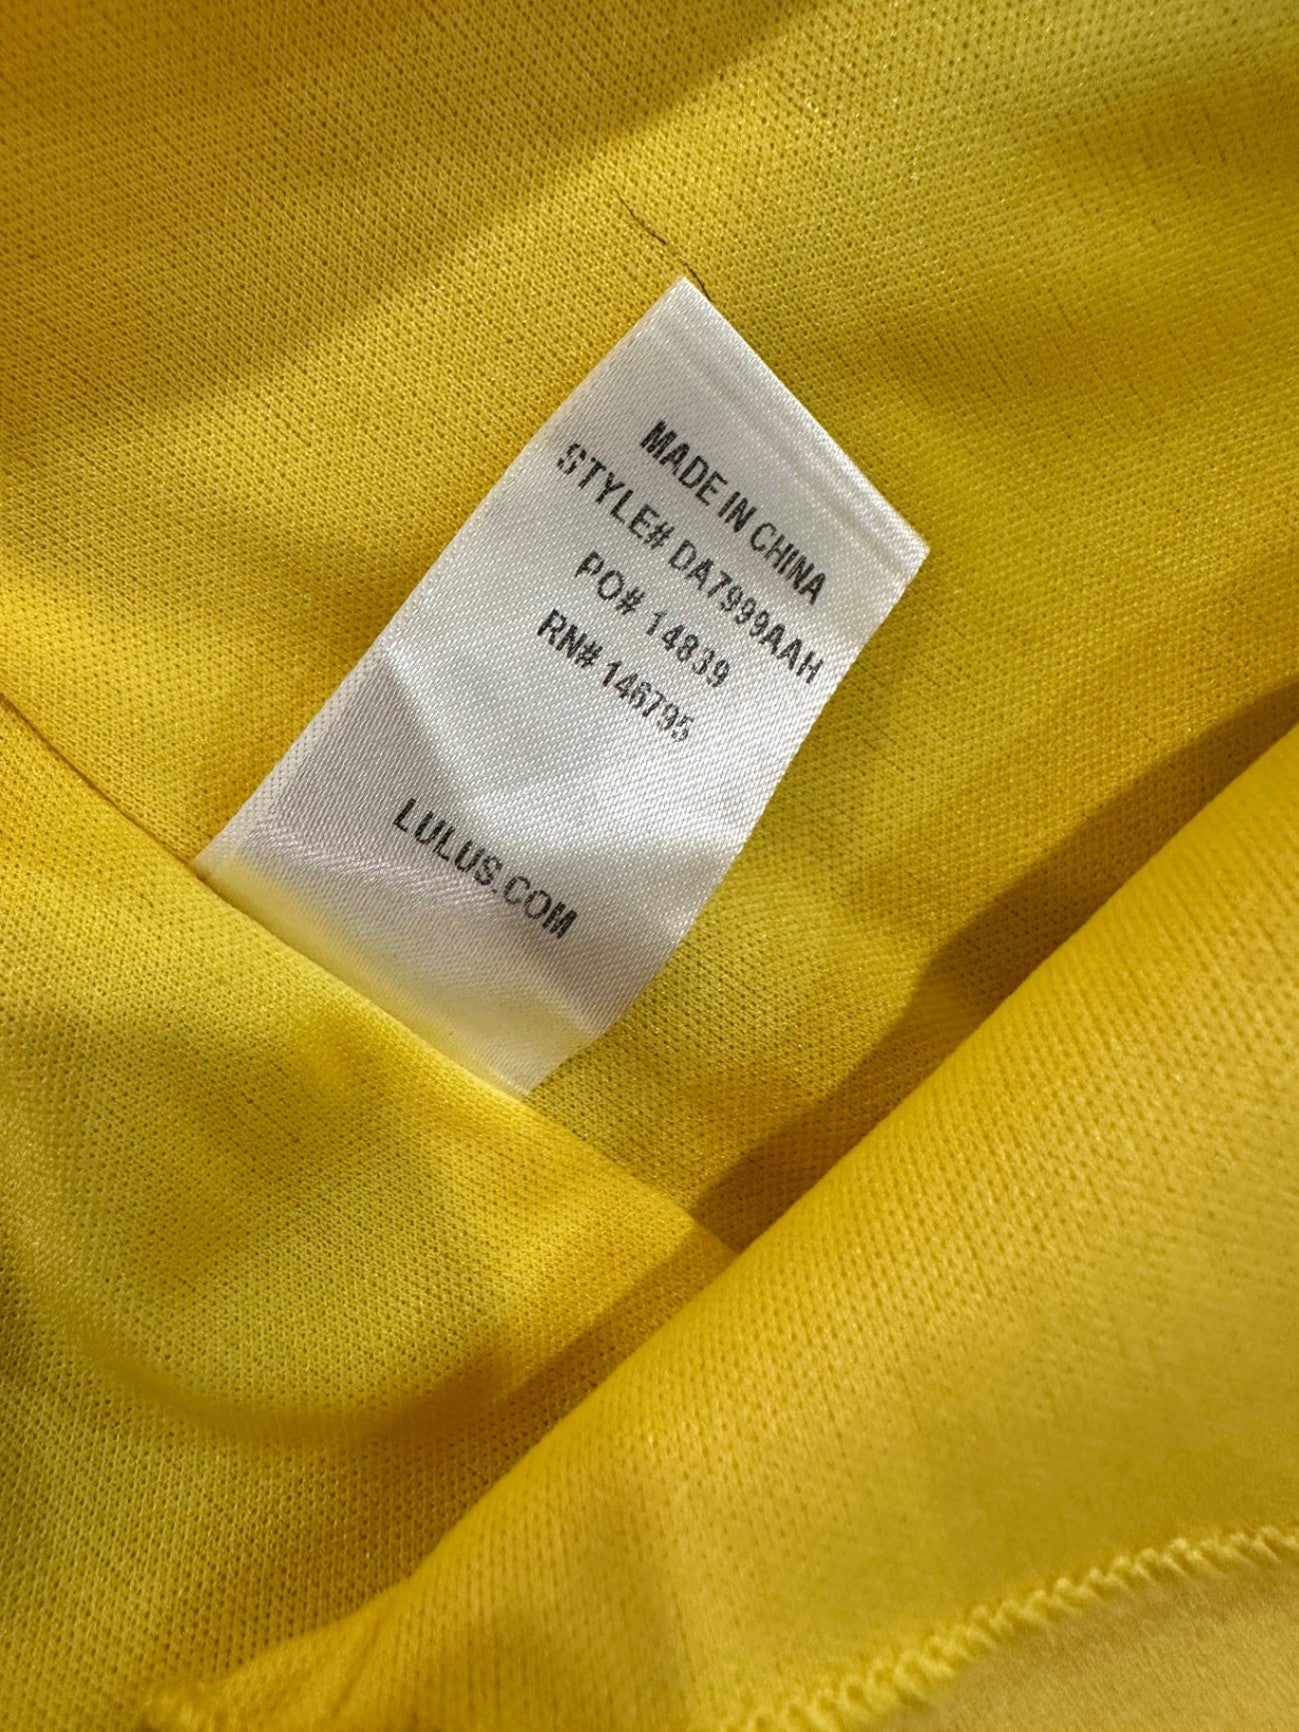 MADE IN CHINA
STYLE# DA7999AAH
PO# 14839
RN# 146795
LULUS.COM